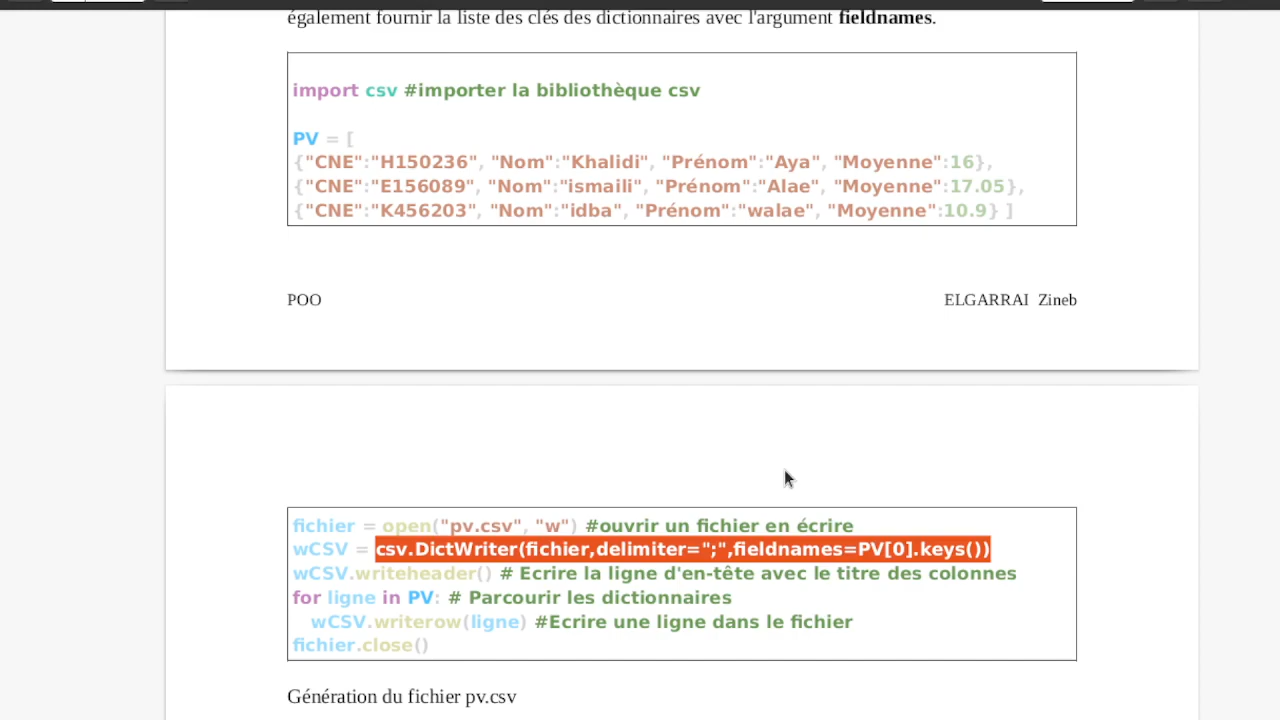 également fournir la liste des clés des dictionnaires avec l'argument fieldnames.
import csv #importer la bibliothèque csv
PV = [
{"CNE":"H150236", "Nom":"Khalidi", "Prénom":"Aya", "Moyenne":16},
{"CNE":"E156089", "Nom":"ismaili", "Prénom":"Alae", "Moyenne":17.05},
{"CNE":"K456203", "Nom":"idba", "Prénom":"walae", "Moyenne":10.9} ]
POO ELGARRAI Zineb
fichier = open("pv.csv", "w") #ouvrir un fichier en écrire
wCSV = csv.DictWriter(fichier,delimiter=";",fieldnames=PV[0].keys())
wCSV.writeheader() # Ecrire la ligne d'en-tête avec le titre des colonnes
for ligne in PV: # Parcourir les dictionnaires
wCSV.writerow(ligne) #Ecrire une ligne dans le fichier
fichier.close()
Génération du fichier pv.csv